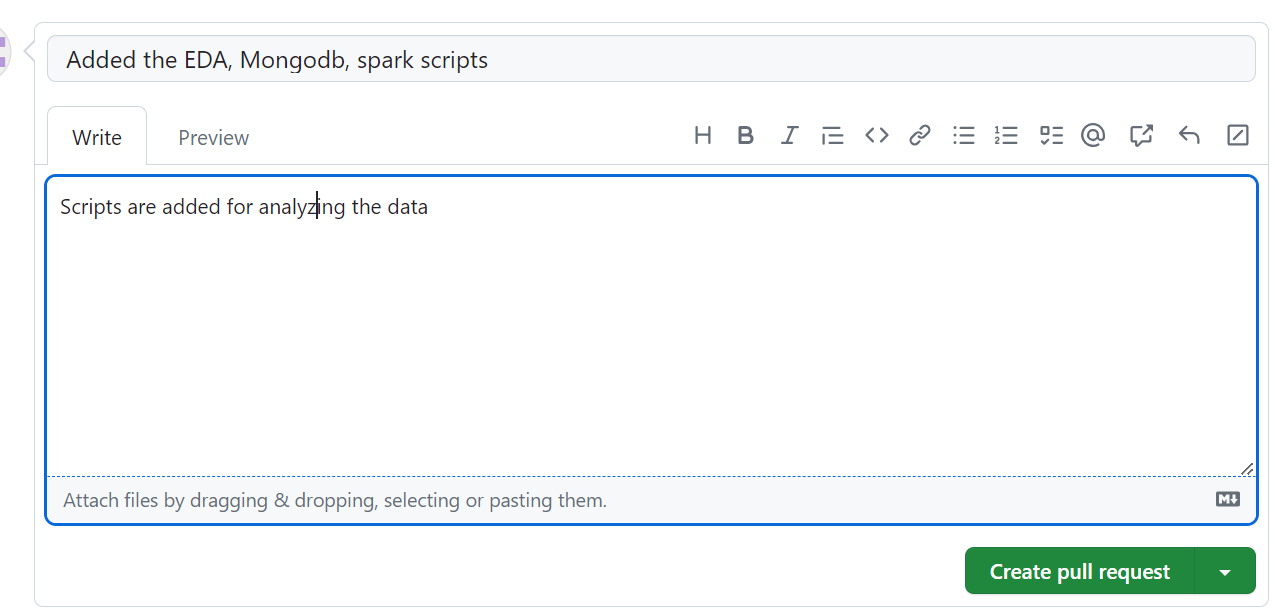 Added the EDA, Mongodb, spark scripts
Write Preview
Scripts are added for analyzing the data
Attach files by dragging & dropping, selecting or pasting them.
Create pull request